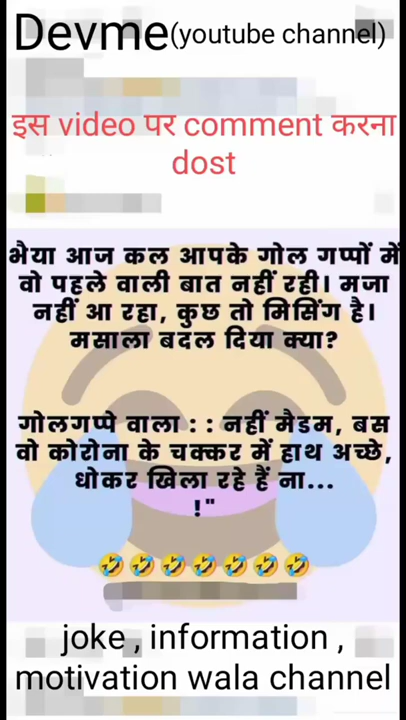 Devme(youtube channel)
इस video पर comment करना
dost
भैया आज कल आपके गोल गप्पों में
वो पहले वाली बात नहीं रही। मजा
नहीं आ रहा, कुछ तो मिसिंग है।
मसाला बदल दिया क्या?
गोलगप्पे वाला : : नहीं मैडम, बस
वो कोरोना के चक्कर में हाथ अच्छे,
धोकर खिला रहे हैं ना...
!"
🤣🤣🤣🤣🤣🤣🤣
joke , information ,
motivation wala channel